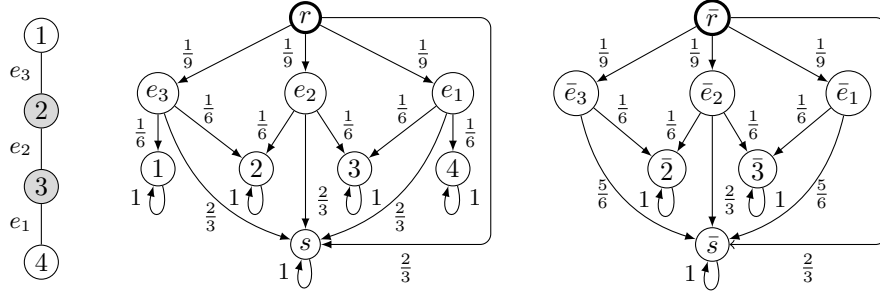 1
e₃
2
e₂
3
e₁
4
r
1/9 1/9 1/9
e₃ e₂ e₁
1/6 1/6 1/6 1/6 1/6 1/6
1 2 3 4
1 1 1 1
2/3 2/3 2/3
s
1
2/3
r̄
1/9 1/9 1/9
ē₃ ē₂ ē₁
1/6 1/6 1/6 1/6
2̄ 3̄
1 1
5/6 2/3 5/6
s̄
1
2/3